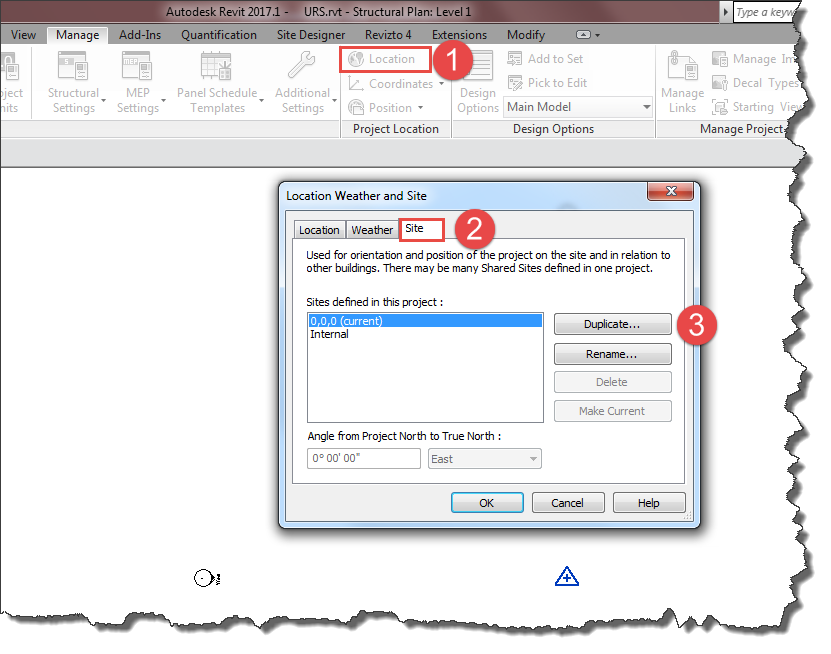 Autodesk Revit 2017.1 - URS.rvt - Structural Plan: Level 1
Type a keyw
View Manage Add-Ins Quantification Site Designer Revizto 4 Extensions Modify
Location
1
Coordinates
Position
Structural
Settings
MEP
Settings
Panel Schedule
Templates
Additional
Settings
Design
Options
Add to Set
Pick to Edit
Main Model
Manage
Links
Manage Im
Decal Types
Starting View
Project Location
Design Options
Manage Project
Location Weather and Site
Location Weather Site
2
Used for orientation and position of the project on the site and in relation to
other buildings. There may be many Shared Sites defined in one project.
Sites defined in this project :
0,0,0 (current)
Internal
Duplicate...
3
Rename...
Delete
Make Current
Angle from Project North to True North :
0° 00' 00"
East
OK Cancel Help